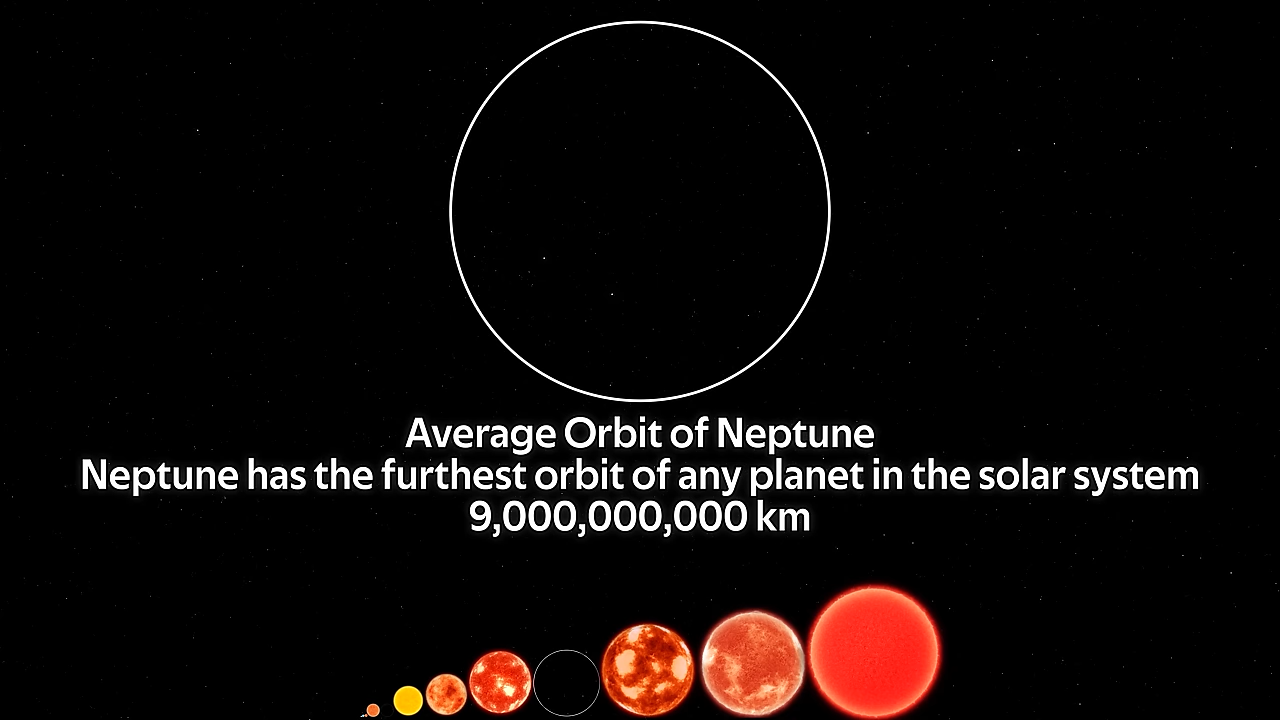 Average Orbit of Neptune
Neptune has the furthest orbit of any planet in the solar system
9,000,000,000 km